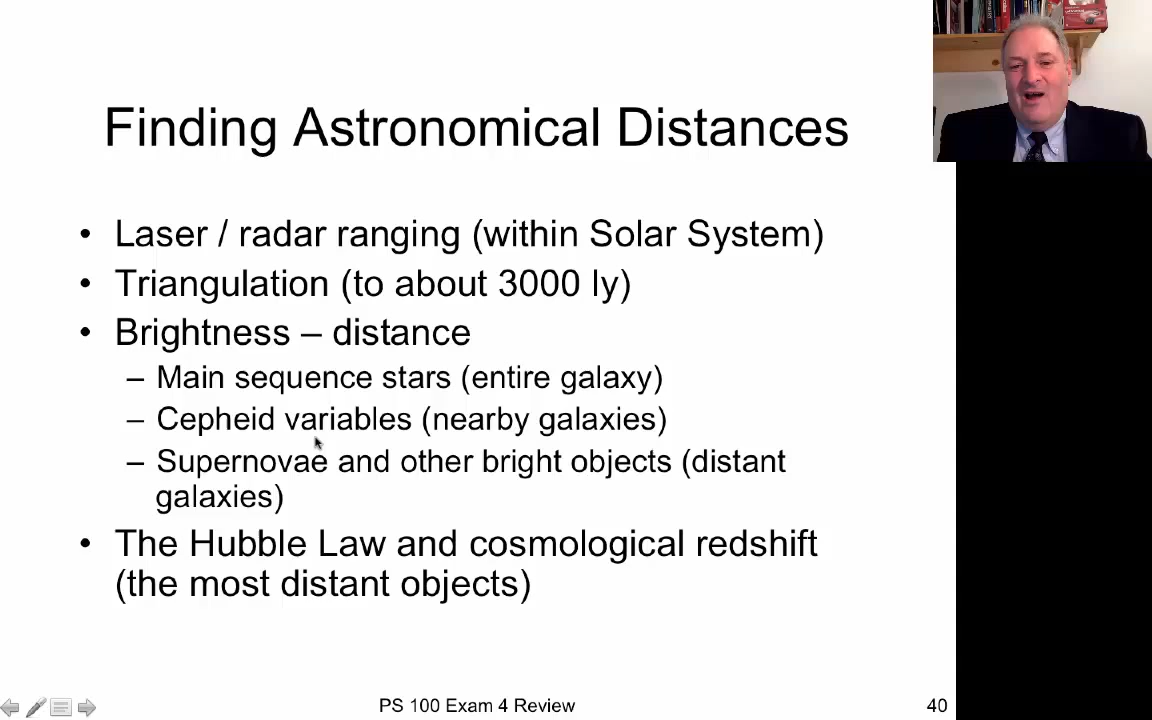 Finding Astronomical Distances
• Laser / radar ranging (within Solar System)
• Triangulation (to about 3000 ly)
• Brightness – distance
– Main sequence stars (entire galaxy)
– Cepheid variables (nearby galaxies)
– Supernovae and other bright objects (distant
galaxies)
• The Hubble Law and cosmological redshift
(the most distant objects)
PS 100 Exam 4 Review
40